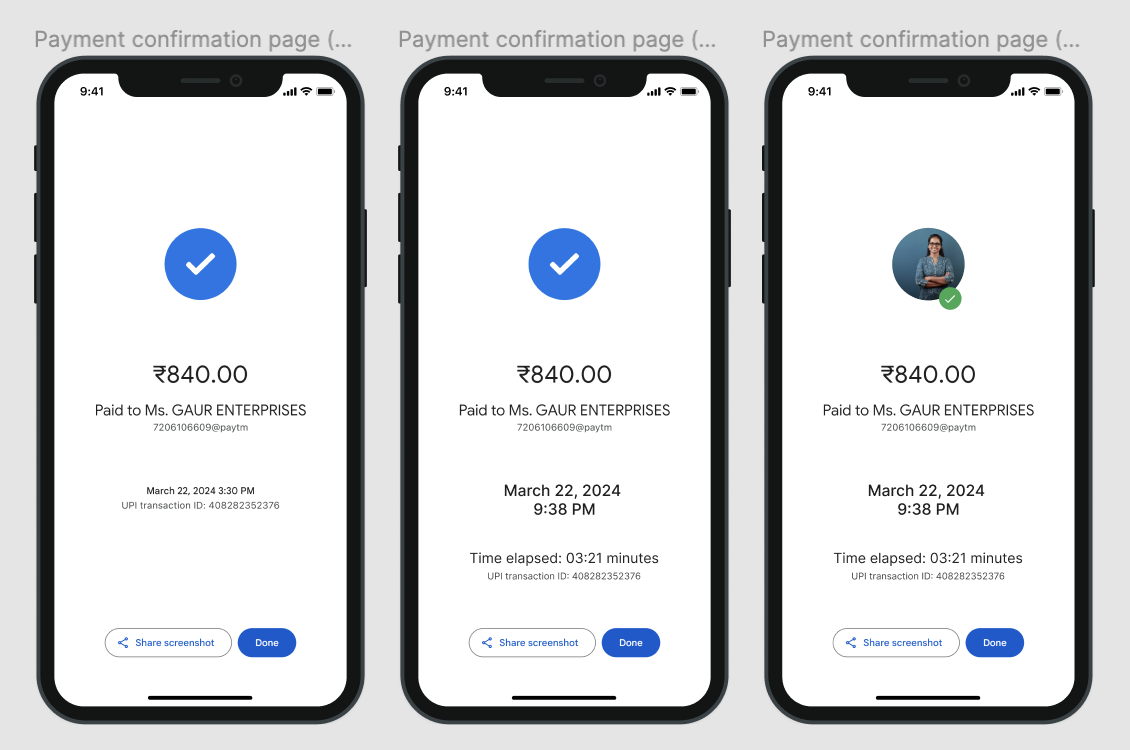 Payment confirmation page (...
9:41
₹840.00
Paid to Ms. GAUR ENTERPRISES
7206106609@paytm
March 22, 2024 3:30 PM
UPI transaction ID: 408282352376
Share screenshot
Done
Payment confirmation page (...
9:41
₹840.00
Paid to Ms. GAUR ENTERPRISES
7206106609@paytm
March 22, 2024
9:38 PM
Time elapsed: 03:21 minutes
UPI transaction ID: 408282352376
Share screenshot
Done
Payment confirmation page (...
9:41
₹840.00
Paid to Ms. GAUR ENTERPRISES
7206106609@paytm
March 22, 2024
9:38 PM
Time elapsed: 03:21 minutes
UPI transaction ID: 408282352376
Share screenshot
Done